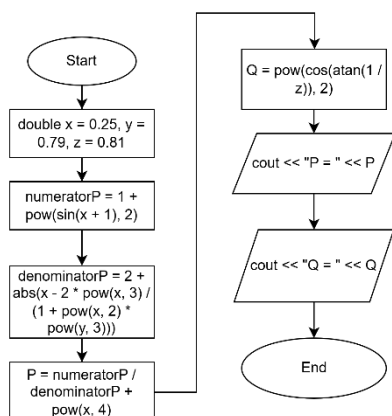 Start
double x = 0.25, y =
0.79, z = 0.81
numeratorP = 1 +
pow(sin(x + 1), 2)
denominatorP = 2 +
abs(x - 2 * pow(x, 3) /
(1 + pow(x, 2) *
pow(y, 3)))
P = numeratorP /
denominatorP +
pow(x, 4)
Q = pow(cos(atan(1 /
z)), 2)
cout << "P = " << P
cout << "Q = " << Q
End